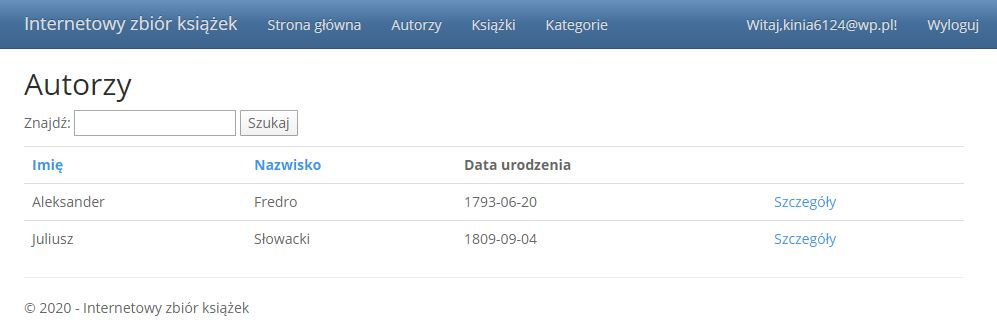 Internetowy zbiór książek Strona główna Autorzy Książki Kategorie Witaj,kinia6124@wp.pl! Wyloguj
Autorzy
Znajdź: Szukaj
Imię Nazwisko Data urodzenia
Aleksander Fredro 1793-06-20 Szczegóły
Juliusz Słowacki 1809-09-04 Szczegóły
© 2020 - Internetowy zbiór książek